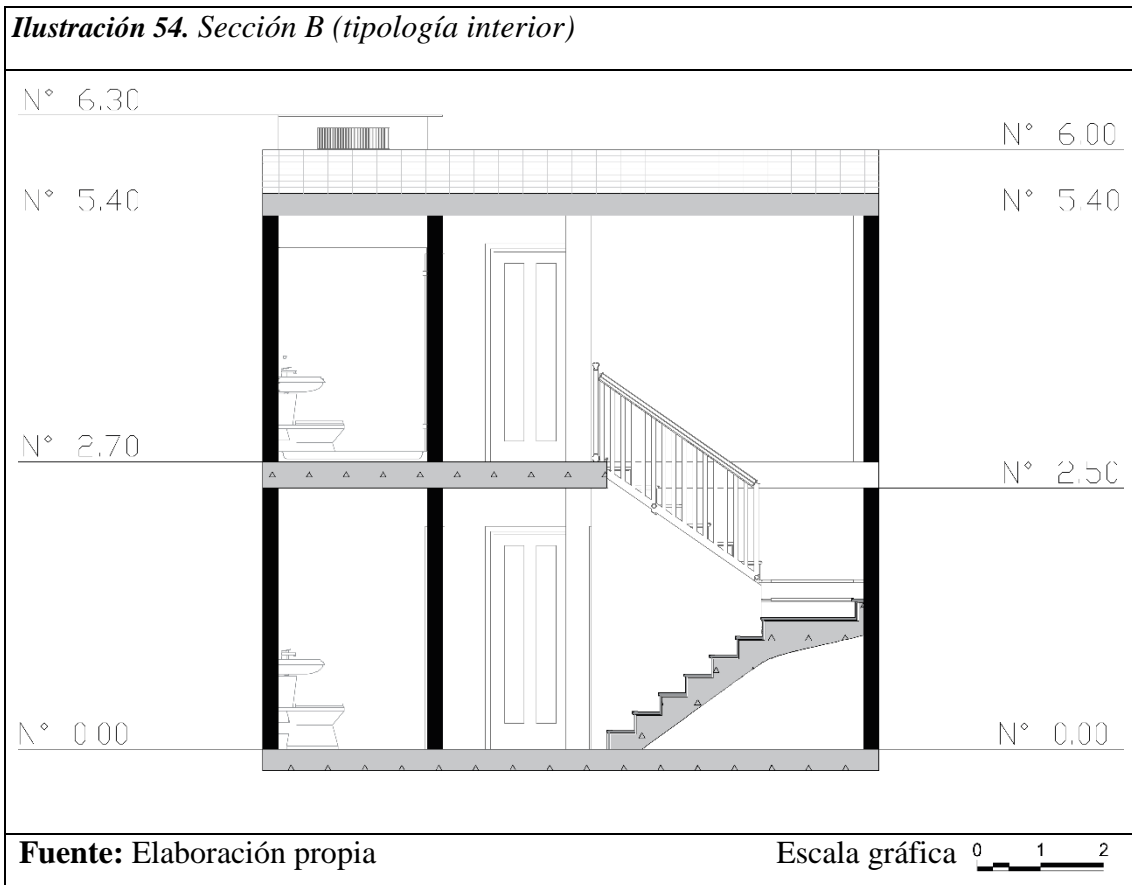 Ilustración 54. Sección B (tipología interior)
N° 6.30
N° 6.00
N° 5.40
N° 5.40
N° 2.70
N° 2.50
N° 0.00
N° 0.00
Fuente: Elaboración propia
Escala gráfica 0 1 2